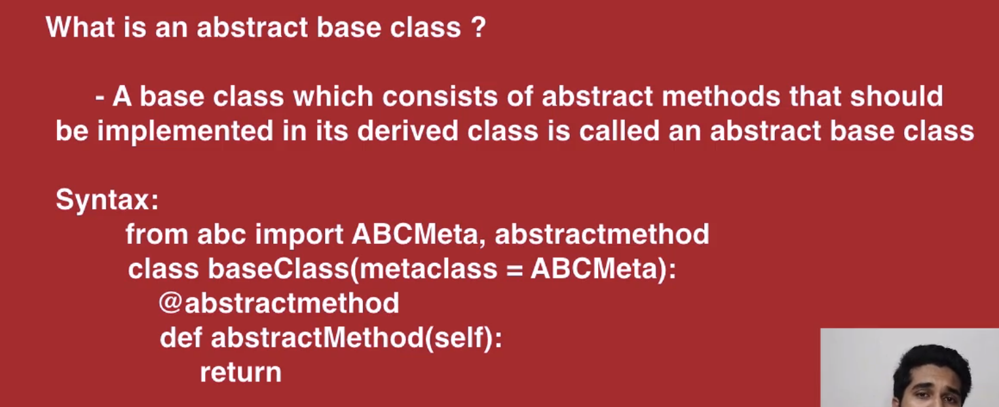 What is an abstract base class ?
- A base class which consists of abstract methods that should
be implemented in its derived class is called an abstract base class
Syntax:
from abc import ABCMeta, abstractmethod
class baseClass(metaclass = ABCMeta):
@abstractmethod
def abstractMethod(self):
return